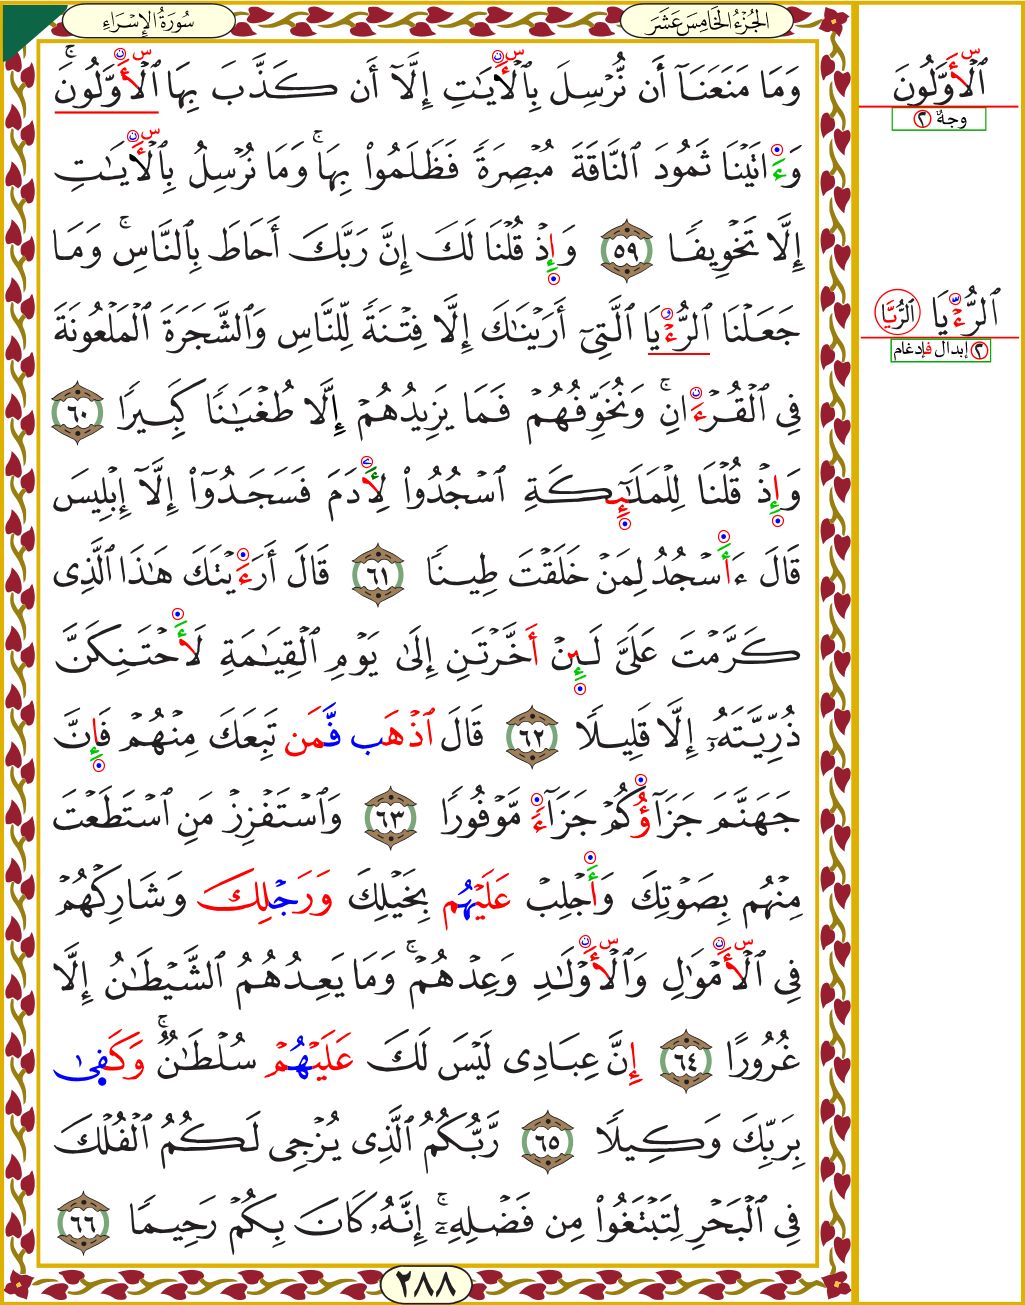 سُورَةُ الإِسْرَاءِ
الجُزْءُ الخَامِسَ عَشَرَ
وَمَا مَنَعَنَآ أَن نُّرْسِلَ بِٱلْأَيَٰتِ إِلَّآ أَن كَذَّبَ بِهَا ٱلْأَوَّلُونَۚ
وَءَاتَيْنَا ثَمُودَ ٱلنَّاقَةَ مُبْصِرَةً فَظَلَمُوا۟ بِهَاۚ وَمَا نُرْسِلُ بِٱلْأَيَٰتِ
إِلَّا تَخْوِيفًا ٥٩ وَإِذْ قُلْنَا لَكَ إِنَّ رَبَّكَ أَحَاطَ بِٱلنَّاسِۚ وَمَا
جَعَلْنَا ٱلرُّءْيَا ٱلَّتِىٓ أَرَيْنَٰكَ إِلَّا فِتْنَةً لِّلنَّاسِ وَٱلشَّجَرَةَ ٱلْمَلْعُونَةَ
فِى ٱلْقُرْءَانِۚ وَنُخَوِّفُهُمْ فَمَا يَزِيدُهُمْ إِلَّا طُغْيَٰنًا كَبِيرًا ٦٠
وَإِذْ قُلْنَا لِلْمَلَٰٓئِكَةِ ٱسْجُدُوا۟ لِأَدَمَ فَسَجَدُوٓا۟ إِلَّآ إِبْلِيسَ
قَالَ ءَأَسْجُدُ لِمَنْ خَلَقْتَ طِينًا ٦١ قَالَ أَرَءَيْتَكَ هَٰذَا ٱلَّذِى
كَرَّمْتَ عَلَىَّ لَئِنْ أَخَّرْتَنِ إِلَىٰ يَوْمِ ٱلْقِيَٰمَةِ لَأَحْتَنِكَنَّ
ذُرِّيَّتَهُۥٓ إِلَّا قَلِيلًا ٦٢ قَالَ ٱذْهَب فَّمَن تَبِعَكَ مِنْهُمْ فَإِنَّ
جَهَنَّمَ جَزَآؤُكُمْ جَزَآءً مَّوْفُورًا ٦٣ وَٱسْتَفْزِزْ مَنِ ٱسْتَطَعْتَ
مِنْهُم بِصَوْتِكَ وَأَجْلِبْ عَلَيْهُم بِخَيْلِكَ وَرَجْلِكَ وَشَارِكْهُمْ
فِى ٱلْأَمْوَٰلِ وَٱلْأَوْلَٰدِ وَعِدْهُمْۚ وَمَا يَعِدُهُمُ ٱلشَّيْطَٰنُ إِلَّا
غُرُورًا ٦٤ إِنَّ عِبَادِى لَيْسَ لَكَ عَلَيْهُمْ سُلْطَٰنٌۚ وَكَفِىٰ
بِرَبِّكَ وَكِيلًا ٦٥ رَّبُّكُمُ ٱلَّذِى يُزْجِى لَكُمُ ٱلْفُلْكَ
فِى ٱلْبَحْرِ لِتَبْتَغُوا۟ مِن فَضْلِهِۦٓۚ إِنَّهُۥ كَانَ بِكُمْ رَحِيمًا ٦٦
٢٨٨
ٱلْأَوَّلُونَ
وجهٌ ٢
ٱلرُّءْيَا ٱلرُّيَّا
٢ إبدال فإدغام